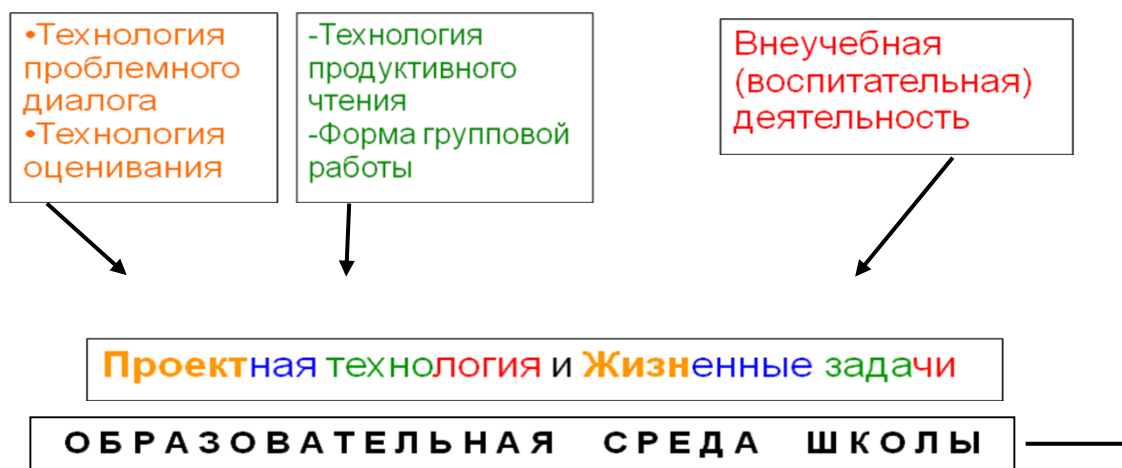 •Технология
проблемного
диалога
•Технология
оценивания
-Технология
продуктивного
чтения
-Форма групповой
работы
Внеучебная
(воспитательная)
деятельность
Проектная технология и Жизненные задачи
ОБРАЗОВАТЕЛЬНАЯ СРЕДА ШКОЛЫ